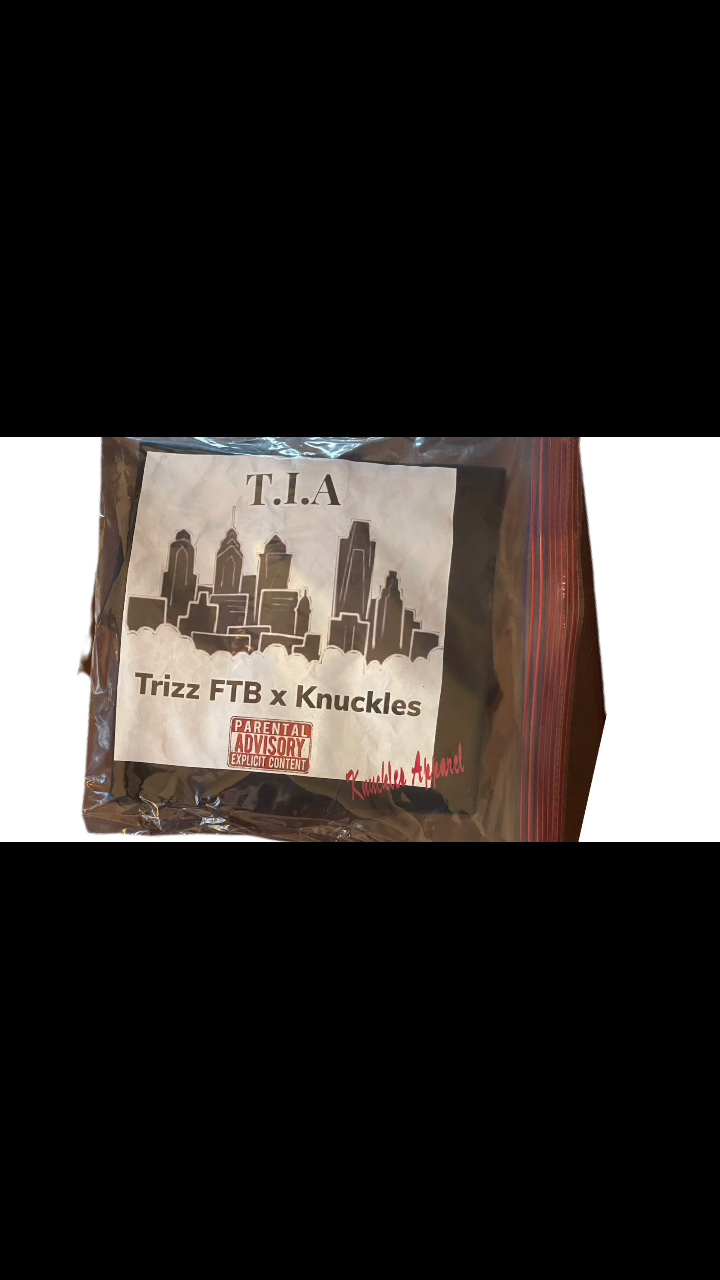 T.I.A
Trizz FTB x Knuckles
PARENTAL
ADVISORY
EXPLICIT CONTENT
Knuckles Apparel